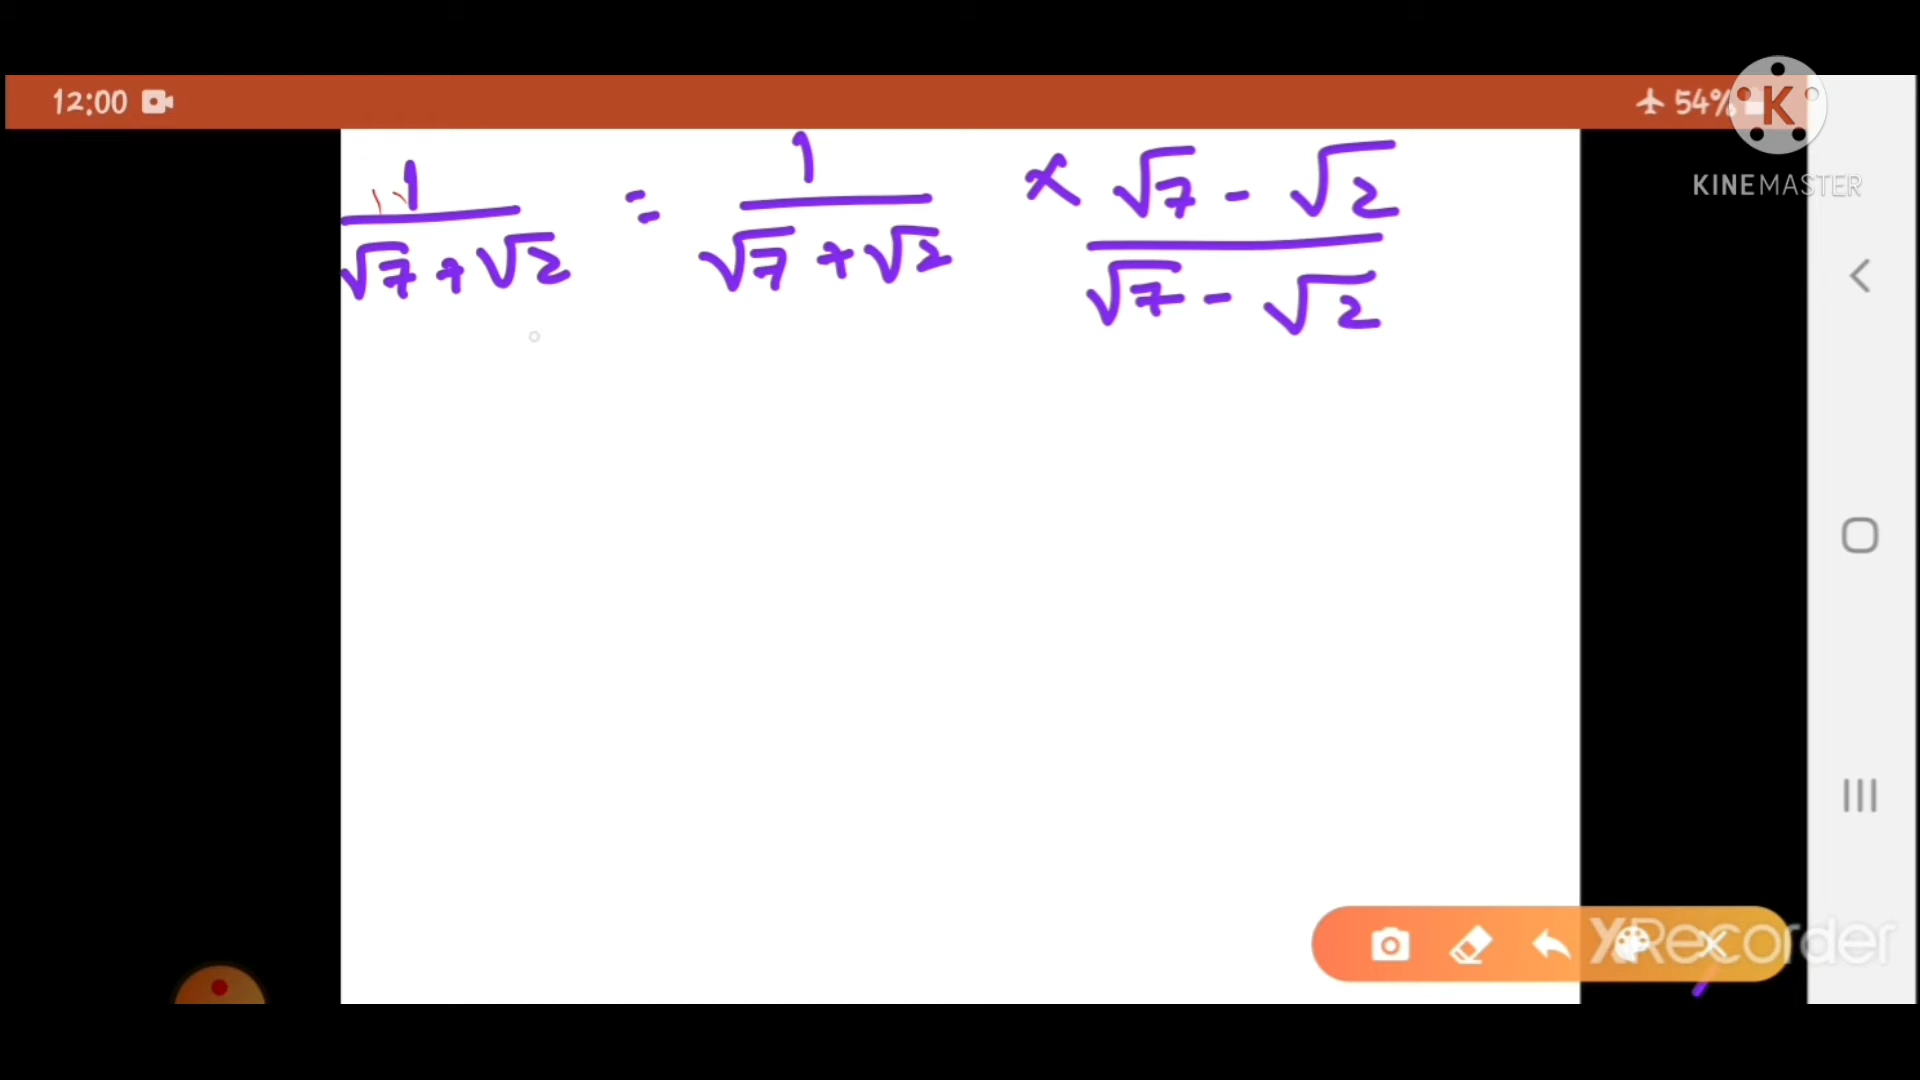 12:00 54%
KINEMASTER
1/(√7 + √2) = 1/(√7 + √2) × (√7 - √2)/(√7 - √2)
XRecorder